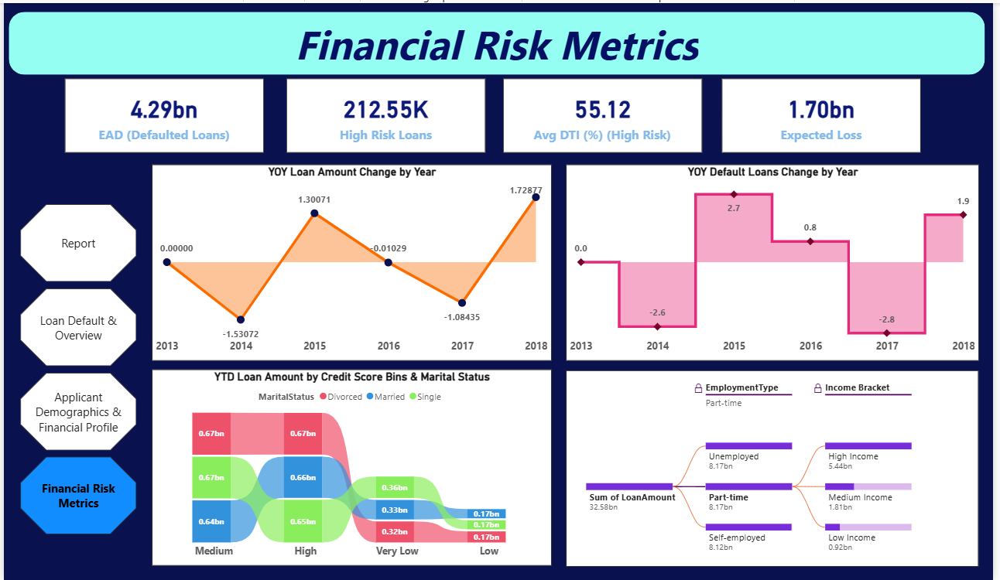 Financial Risk Metrics
4.29bn
EAD (Defaulted Loans)
212.55K
High Risk Loans
55.12
Avg DTI (%) (High Risk)
1.70bn
Expected Loss
Report
Loan Default &
Overview
Applicant
Demographics &
Financial Profile
Financial Risk
Metrics
YOY Loan Amount Change by Year
0.00000
-1.53072
1.30071
-0.01029
-1.08435
1.72877
2013 2014 2015 2016 2017 2018
YOY Default Loans Change by Year
0.0
-2.6
2.7
0.8
-2.8
1.9
2013 2014 2015 2016 2017 2018
YTD Loan Amount by Credit Score Bins & Marital Status
MaritalStatus Divorced Married Single
0.67bn 0.67bn
0.67bn 0.66bn 0.36bn
0.33bn 0.17bn
0.64bn 0.65bn 0.17bn
0.32bn 0.17bn
Medium High Very Low Low
EmploymentType
Part-time
Income Bracket
Sum of LoanAmount
32.58bn
Unemployed
8.17bn
Part-time
8.17bn
Self-employed
8.12bn
High Income
5.44bn
Medium Income
1.81bn
Low Income
0.92bn